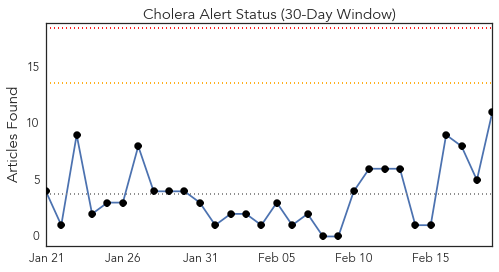 Cholera Alert Status (30-Day Window)
Articles Found
15
10
5
0
Jan 21
Jan 26
Jan 31
Feb 05
Feb 10
Feb 15